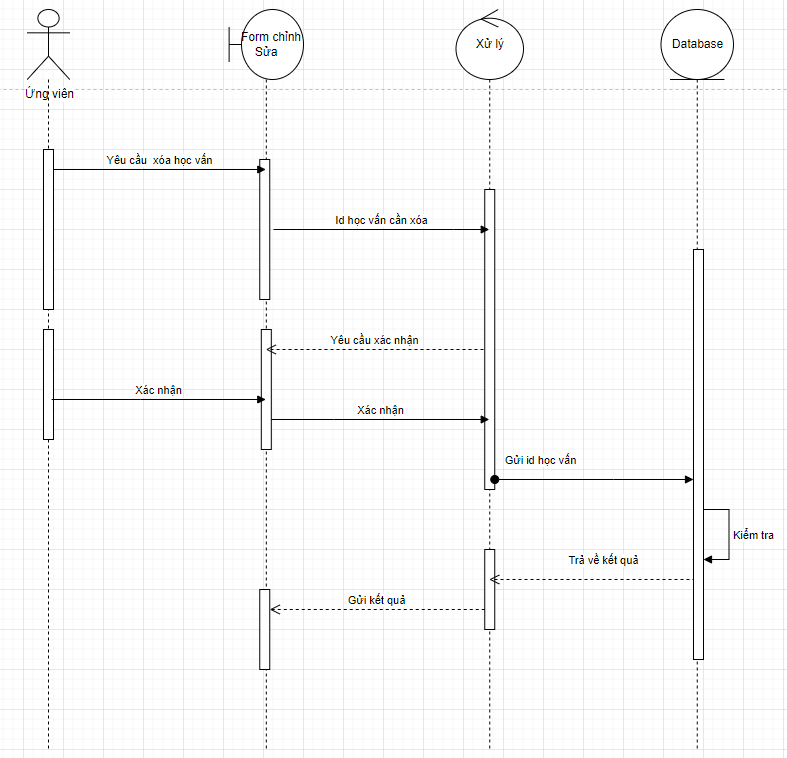 Form chỉnh
Sửa
Xử lý
Database
Ứng viên
Yêu cầu xóa học vấn
Id học vấn cần xóa
Yêu cầu xác nhận
Xác nhận
Xác nhận
Gửi id học vấn
Kiểm tra
Trả về kết quả
Gửi kết quả